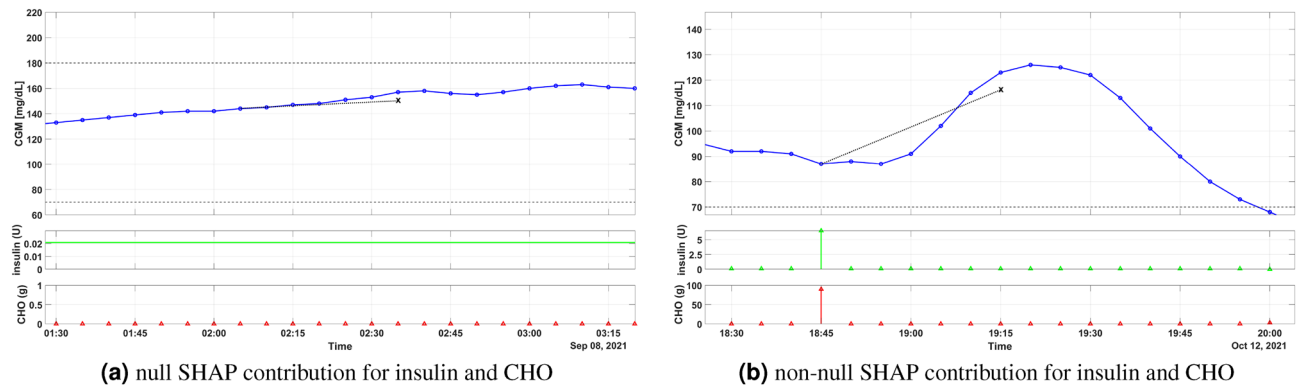 220
200
180
160
140
120
100
80
60
CGM [mg/dL]
0.02
0.01
0
insulin (U)
1
0.5
0
CHO (g)
01:30 01:45 02:00 02:15 02:30 02:45 03:00 03:15
Time
Sep 08, 2021
(a) null SHAP contribution for insulin and CHO
140
130
120
110
100
90
80
70
CGM [mg/dL]
5
2.5
0
insulin (U)
100
50
0
CHO (g)
18:30 18:45 19:00 19:15 19:30 19:45 20:00
Time
Oct 12, 2021
(b) non-null SHAP contribution for insulin and CHO